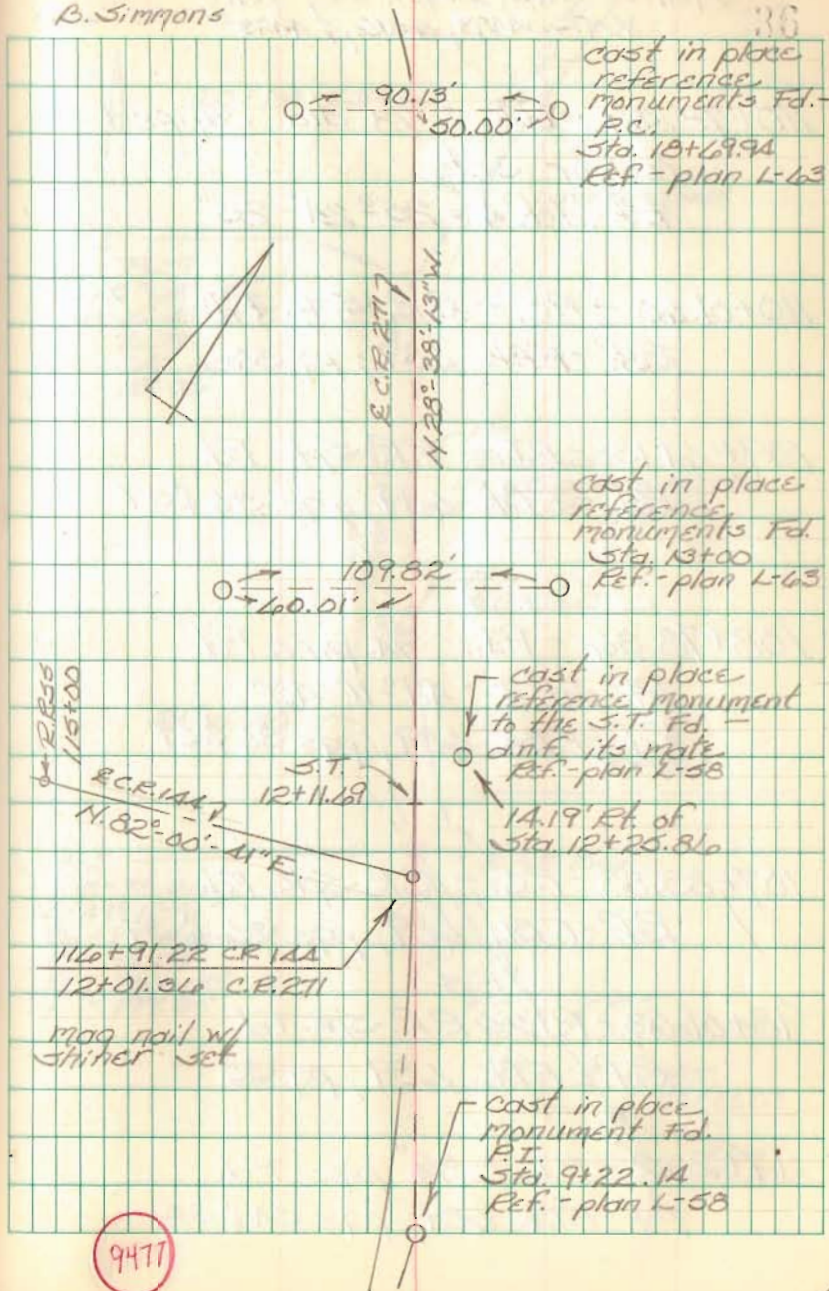 B. Simmons
36
90.13'
50.00'
cast in place
reference
monuments Fd.-
P.C.
Sta. 18+69.94
Ref.-plan L-63
℄ C.R. 271
N.28°-38'-13"W.
cast in place
reference
monuments Fd.
Sta. 13+00
Ref.-plan L-63
109.82'
60.01'
R.P.55
115+00
℄ C.R. 144
N.82°-00'-41"E.
S.T.
12+11.69
cast in place
reference monument
to the S.T. Fd. -
d.n.f. its mate
Ref.-plan L-58
14.19' Rt. of
Sta. 12+25.86
116+91.22 C.R. 144
12+01.36 C.R. 271
mag nail w/
shiner set
cast in place
monument Fd.
P.I.
Sta. 9+22.14
Ref.-plan L-58
9477